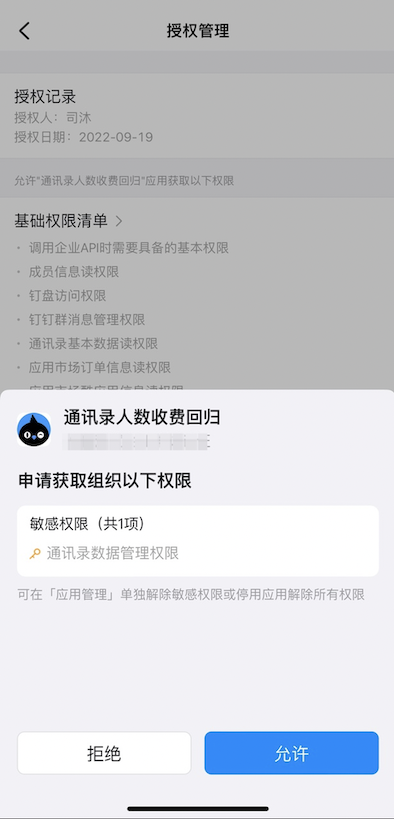 授权管理
授权记录
授权人：司沐
授权日期：2022-09-19
允许"通讯录人数收费回归"应用获取以下权限
基础权限清单
· 调用企业API时需要具备的基本权限
· 成员信息读权限
· 钉盘访问权限
· 钉钉群消息管理权限
· 通讯录基本数据读权限
· 应用市场订单信息读权限
通讯录人数收费回归
申请获取组织以下权限
敏感权限（共1项）
通讯录数据管理权限
可在「应用管理」单独解除敏感权限或停用应用解除所有权限
拒绝
允许